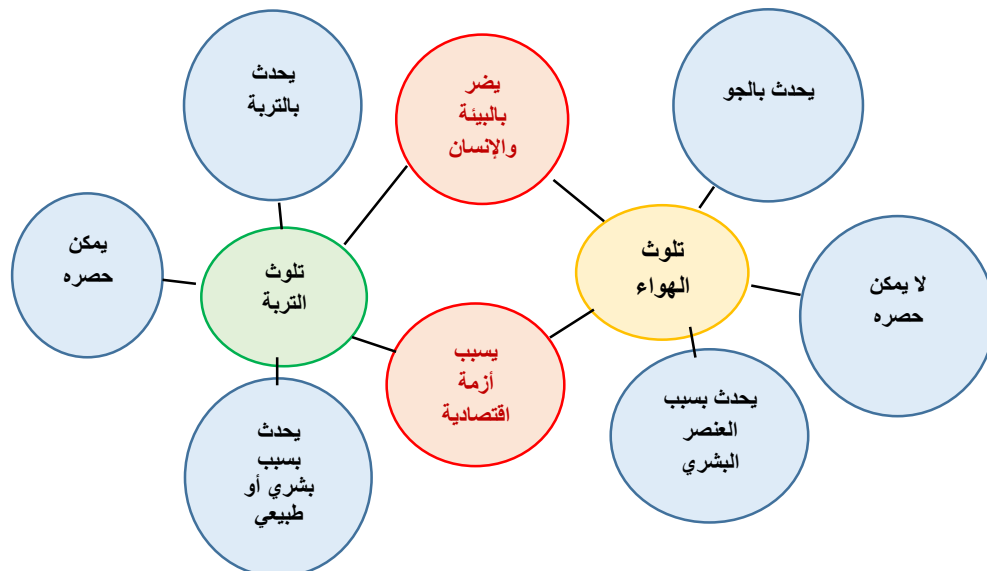 يحدث بالجو
يضر
بالبيئة
والإنسان
يحدث
بالتربة
لا يمكن
حصره
تلوث
الهواء
تلوث
التربة
يمكن
حصره
يحدث بسبب
العنصر
البشري
يسبب
أزمة
اقتصادية
يحدث
بسبب
بشري أو
طبيعي